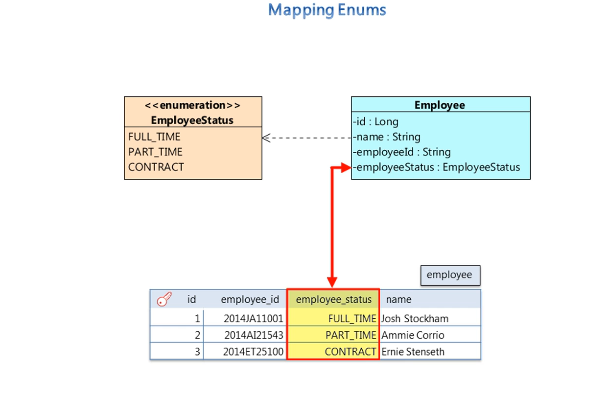 Mapping Enums
<<enumeration>>
EmployeeStatus
FULL_TIME
PART_TIME
CONTRACT
Employee
-id : Long
-name : String
-employeeId : String
-employeeStatus : EmployeeStatus
employee
id employee_id employee_status name
1 2014JA11001 FULL_TIME Josh Stockham
2 2014AI21543 PART_TIME Ammie Corrio
3 2014ET25100 CONTRACT Ernie Stenseth